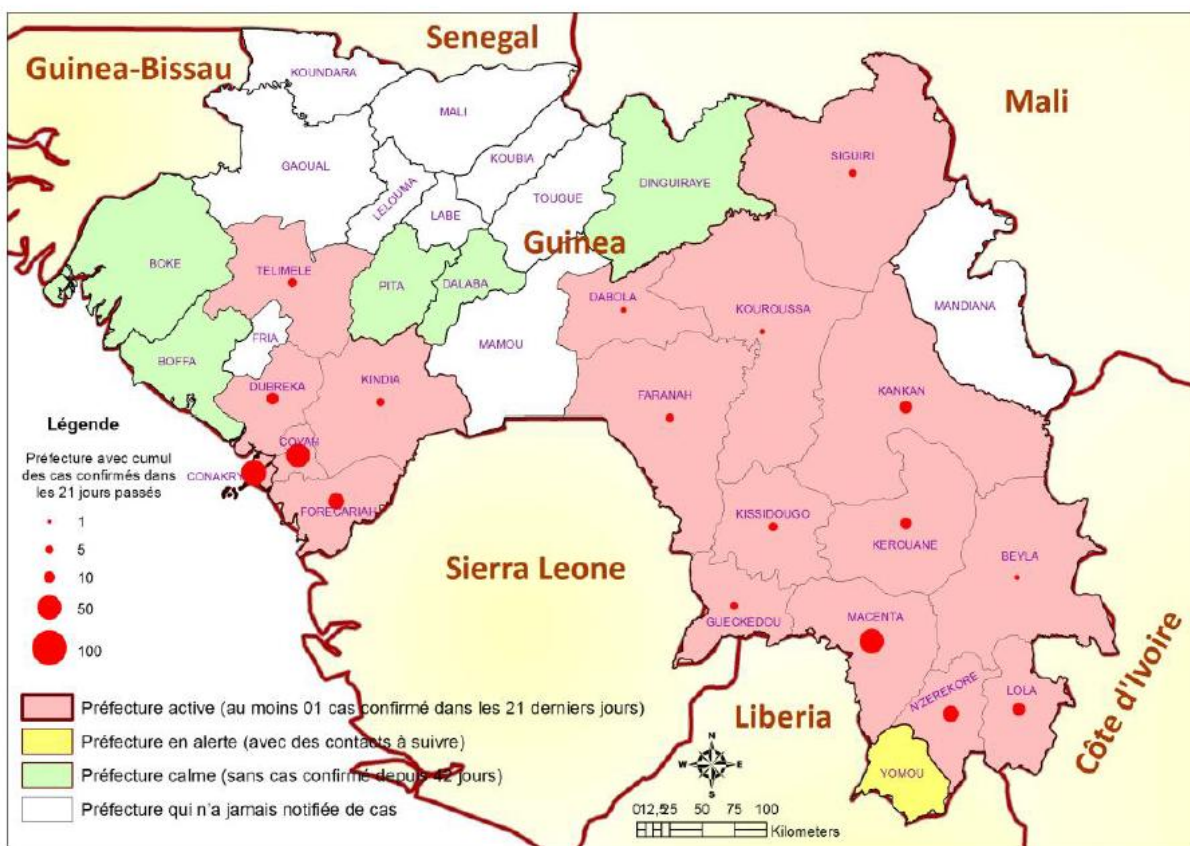 Senegal
Guinea-Bissau
KOUNDARA
Mali
MALI
SIGUIRI
KOUBIA
GAOUAL
DINGUIRAYE
LELOUMA
TOUGUE
LABE
Guinea
BOKE
TELIMELE
PITA
DALABA
DABOLA
KOUROUSSA
MANDIANA
FRIA
MAMOU
BOFFA
DUBREKA
KINDIA
FARANAH
KANKAN
COYAH
CONAKRY
FORECARIAH
KISSIDOUGO
KEROUANE
BEYLA
Sierra Leone
GUECKEDOU
MACENTA
N'ZEREKORE
LOLA
Liberia
Côte d'Ivoire
YOMOU
Légende
Préfecture avec cumul
des cas confirmés dans
les 21 jours passés
1
5
10
50
100
Préfecture active (au moins 01 cas confirmé dans les 21 derniers jours)
Préfecture en alerte (avec des contacts à suivre)
Préfecture calme (sans cas confirmé depuis 42 jours)
Préfecture qui n'a jamais notifiée de cas
N
W E
S
012,525 50 75 100
Kilometers